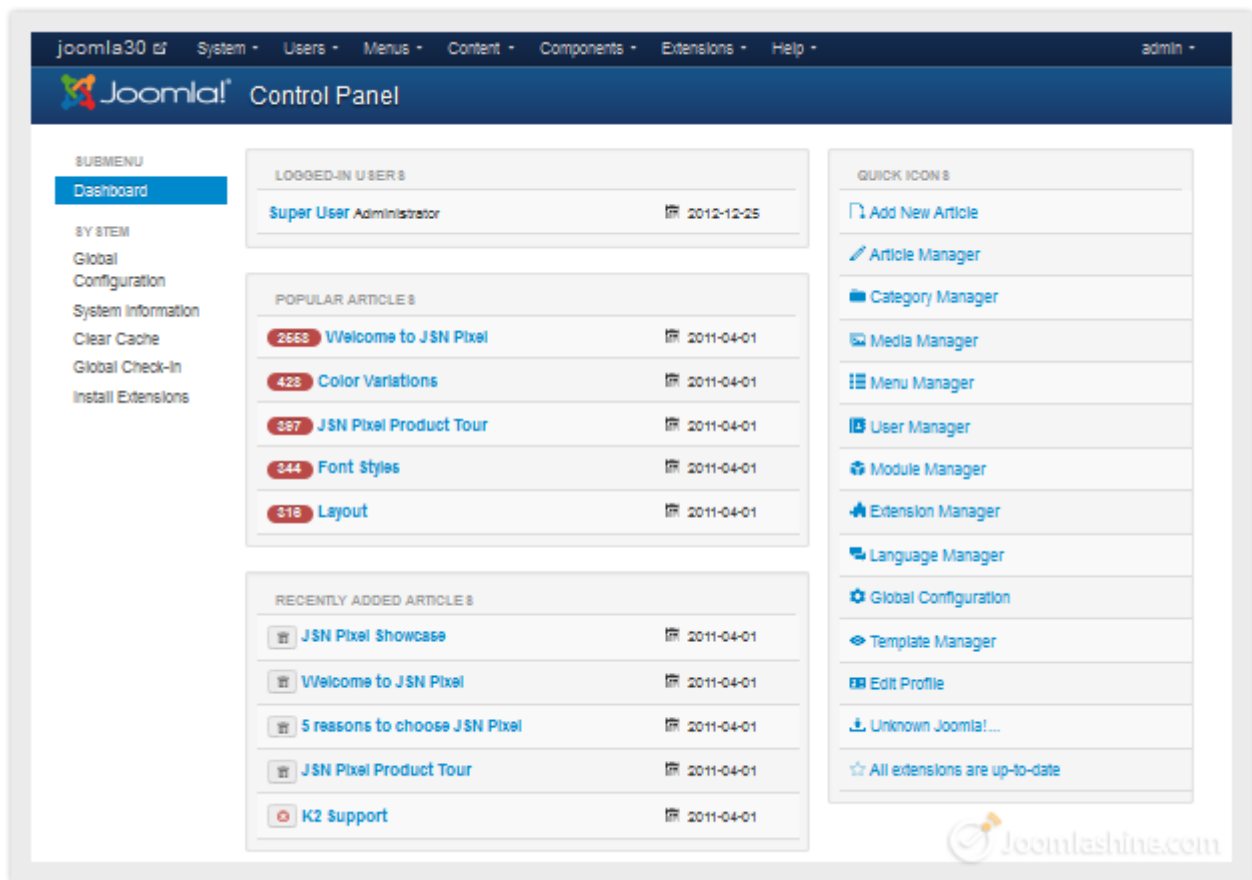 joomla30 System Users Menus Content Components Extensions Help admin
Joomla! Control Panel
SUBMENU
Dashboard
SYSTEM
Global
Configuration
System Information
Clear Cache
Global Check-in
Install Extensions
LOGGED-IN USERS
Super User Administrator 2012-12-25
POPULAR ARTICLES
Welcome to JSN Pixel 2011-04-01
428 Color Variations 2011-04-01
397 JSN Pixel Product Tour 2011-04-01
344 Font Styles 2011-04-01
316 Layout 2011-04-01
RECENTLY ADDED ARTICLES
JSN Pixel Showcase 2011-04-01
Welcome to JSN Pixel 2011-04-01
5 reasons to choose JSN Pixel 2011-04-01
JSN Pixel Product Tour 2011-04-01
K2 Support 2011-04-01
QUICK ICONS
Add New Article
Article Manager
Category Manager
Media Manager
Menu Manager
User Manager
Module Manager
Extension Manager
Language Manager
Global Configuration
Template Manager
Edit Profile
Unknown Joomla!...
All extensions are up-to-date
Joomlashine.com